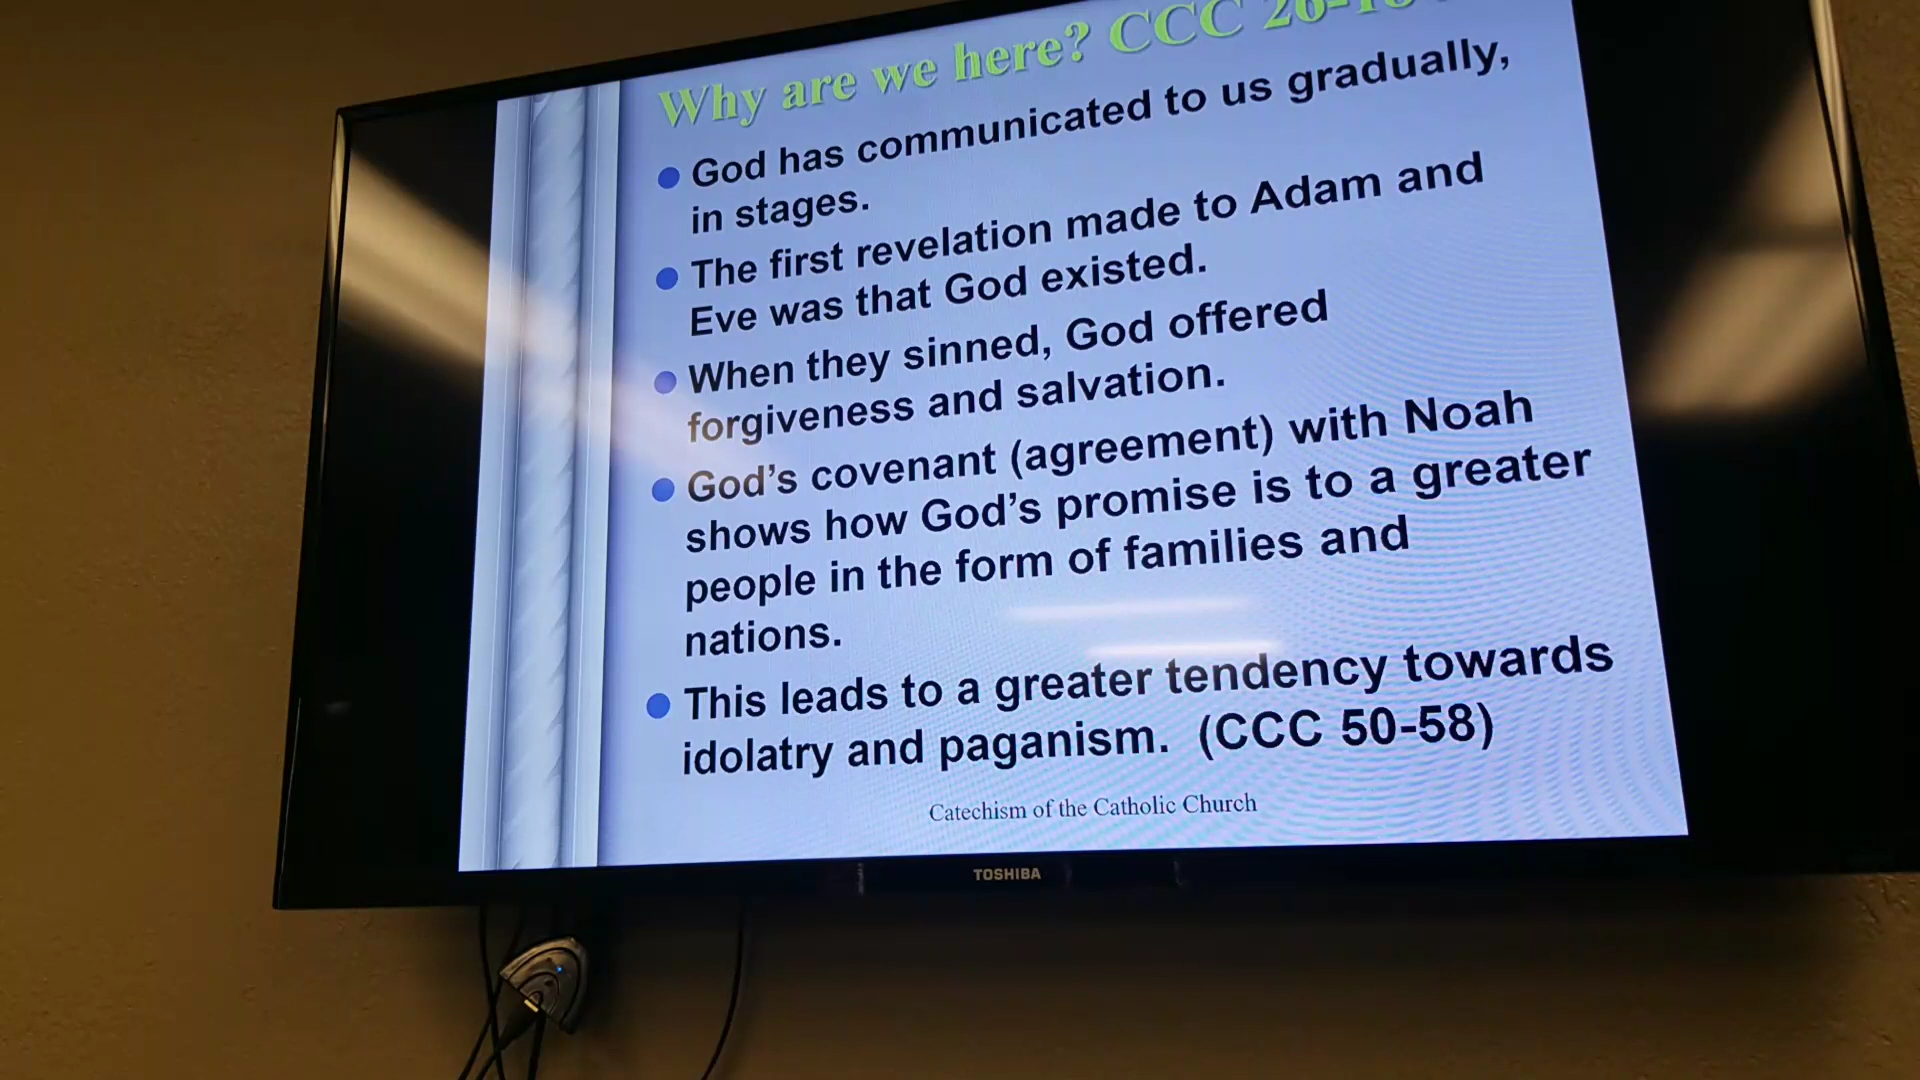 Why are we here? CCC
God has communicated to us gradually,
in stages.
The first revelation made to Adam and
Eve was that God existed.
When they sinned, God offered
forgiveness and salvation.
God’s covenant (agreement) with Noah
shows how God’s promise is to a greater
people in the form of families and
nations.
This leads to a greater tendency towards
idolatry and paganism. (CCC 50-58)
Catechism of the Catholic Church
TOSHIBA